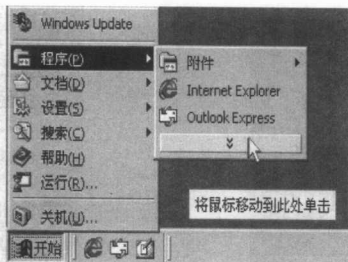 Windows Update
程序(P)
文档(D)
设置(S)
搜索(C)
帮助(H)
运行(R)...
关机(U)...
开始
附件
Internet Explorer
Outlook Express
将鼠标移动到此处单击